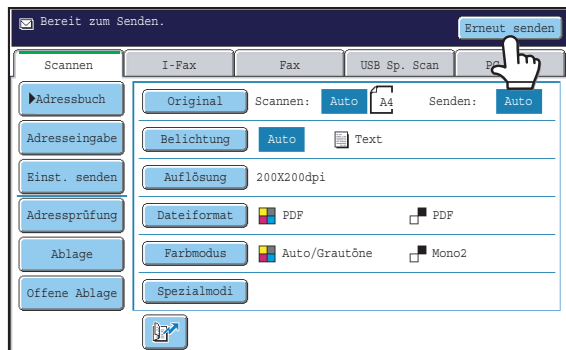 Bereit zum Senden.
Erneut senden
Scannen
I-Fax
Fax
USB Sp. Scan
Adressbuch
Original
Scannen:
Auto
A4
Senden:
Auto
Adresseingabe
Belichtung
Auto
Text
Einst. senden
Auflösung
200X200dpi
Adressprüfung
Dateiformat
PDF
PDF
Ablage
Farbmodus
Auto/Grautöne
Mono2
Offene Ablage
Spezialmodi